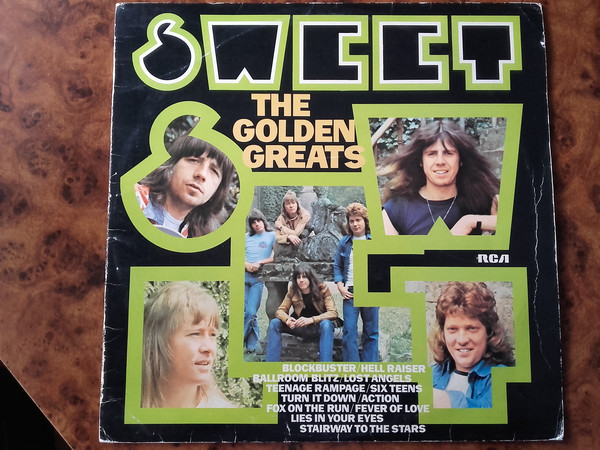 SWEET
THE
GOLDEN
GREATS
RCA
BLOCKBUSTER/HELL RAISER
BALLROOM BLITZ/LOST ANGELS
TEENAGE RAMPAGE/SIX TEENS
TURN IT DOWN/ACTION
FOX ON THE RUN/FEVER OF LOVE
LIES IN YOUR EYES
STAIRWAY TO THE STARS